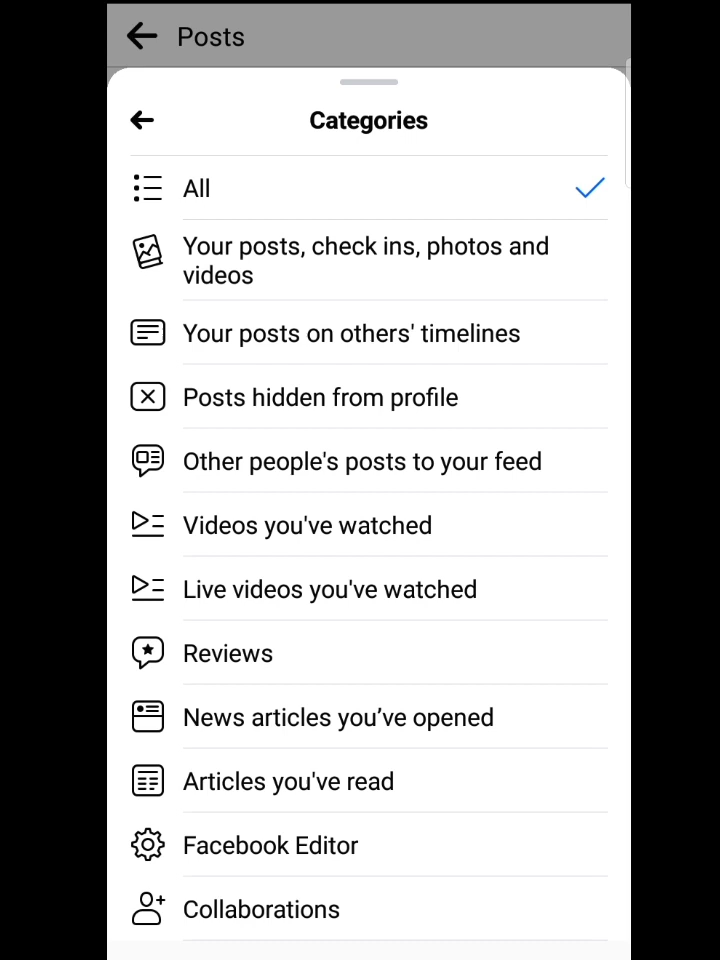 Posts
Categories
All
Your posts, check ins, photos and
videos
Your posts on others' timelines
Posts hidden from profile
Other people's posts to your feed
Videos you've watched
Live videos you've watched
Reviews
News articles you’ve opened
Articles you've read
Facebook Editor
Collaborations